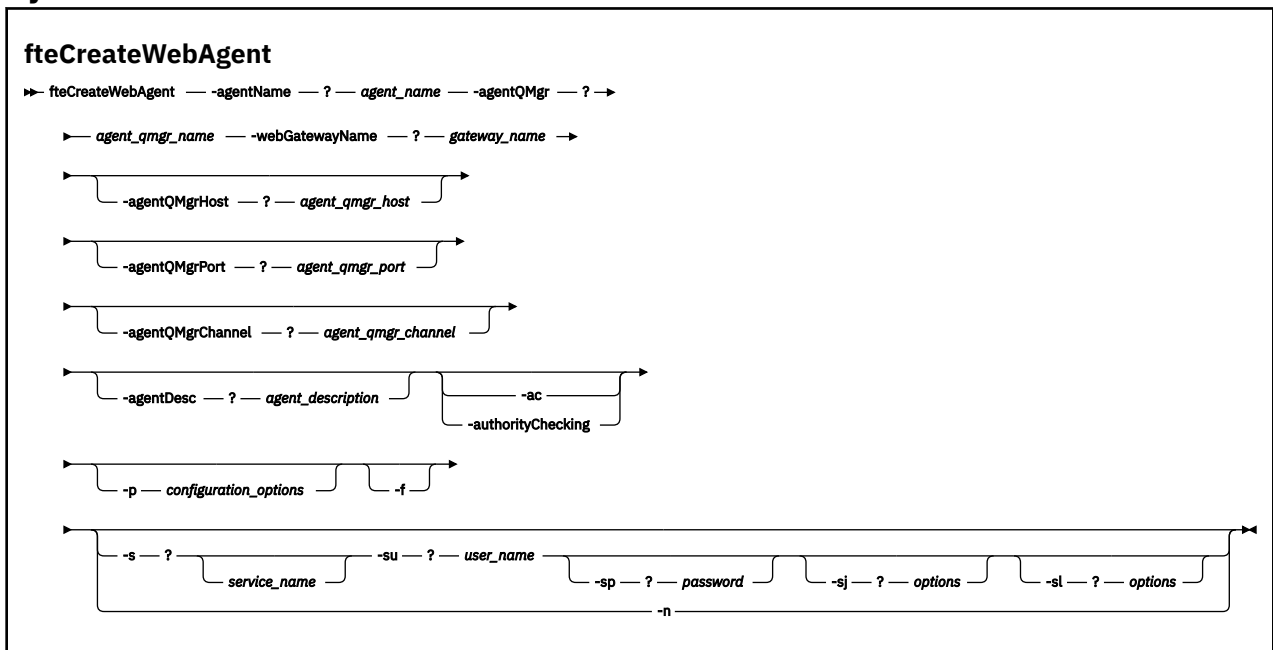 fteCreateWebAgent
fteCreateWebAgent -agentName ? agent_name -agentQMgr ?
agent_qmgr_name -webGatewayName ? gateway_name
-agentQMgrHost ? agent_qmgr_host
-agentQMgrPort ? agent_qmgr_port
-agentQMgrChannel ? agent_qmgr_channel
-agentDesc ? agent_description -ac
-authorityChecking
-p configuration_options -f
-s ? service_name -su ? user_name -sp ? password -sj ? options -sl ? options
-n